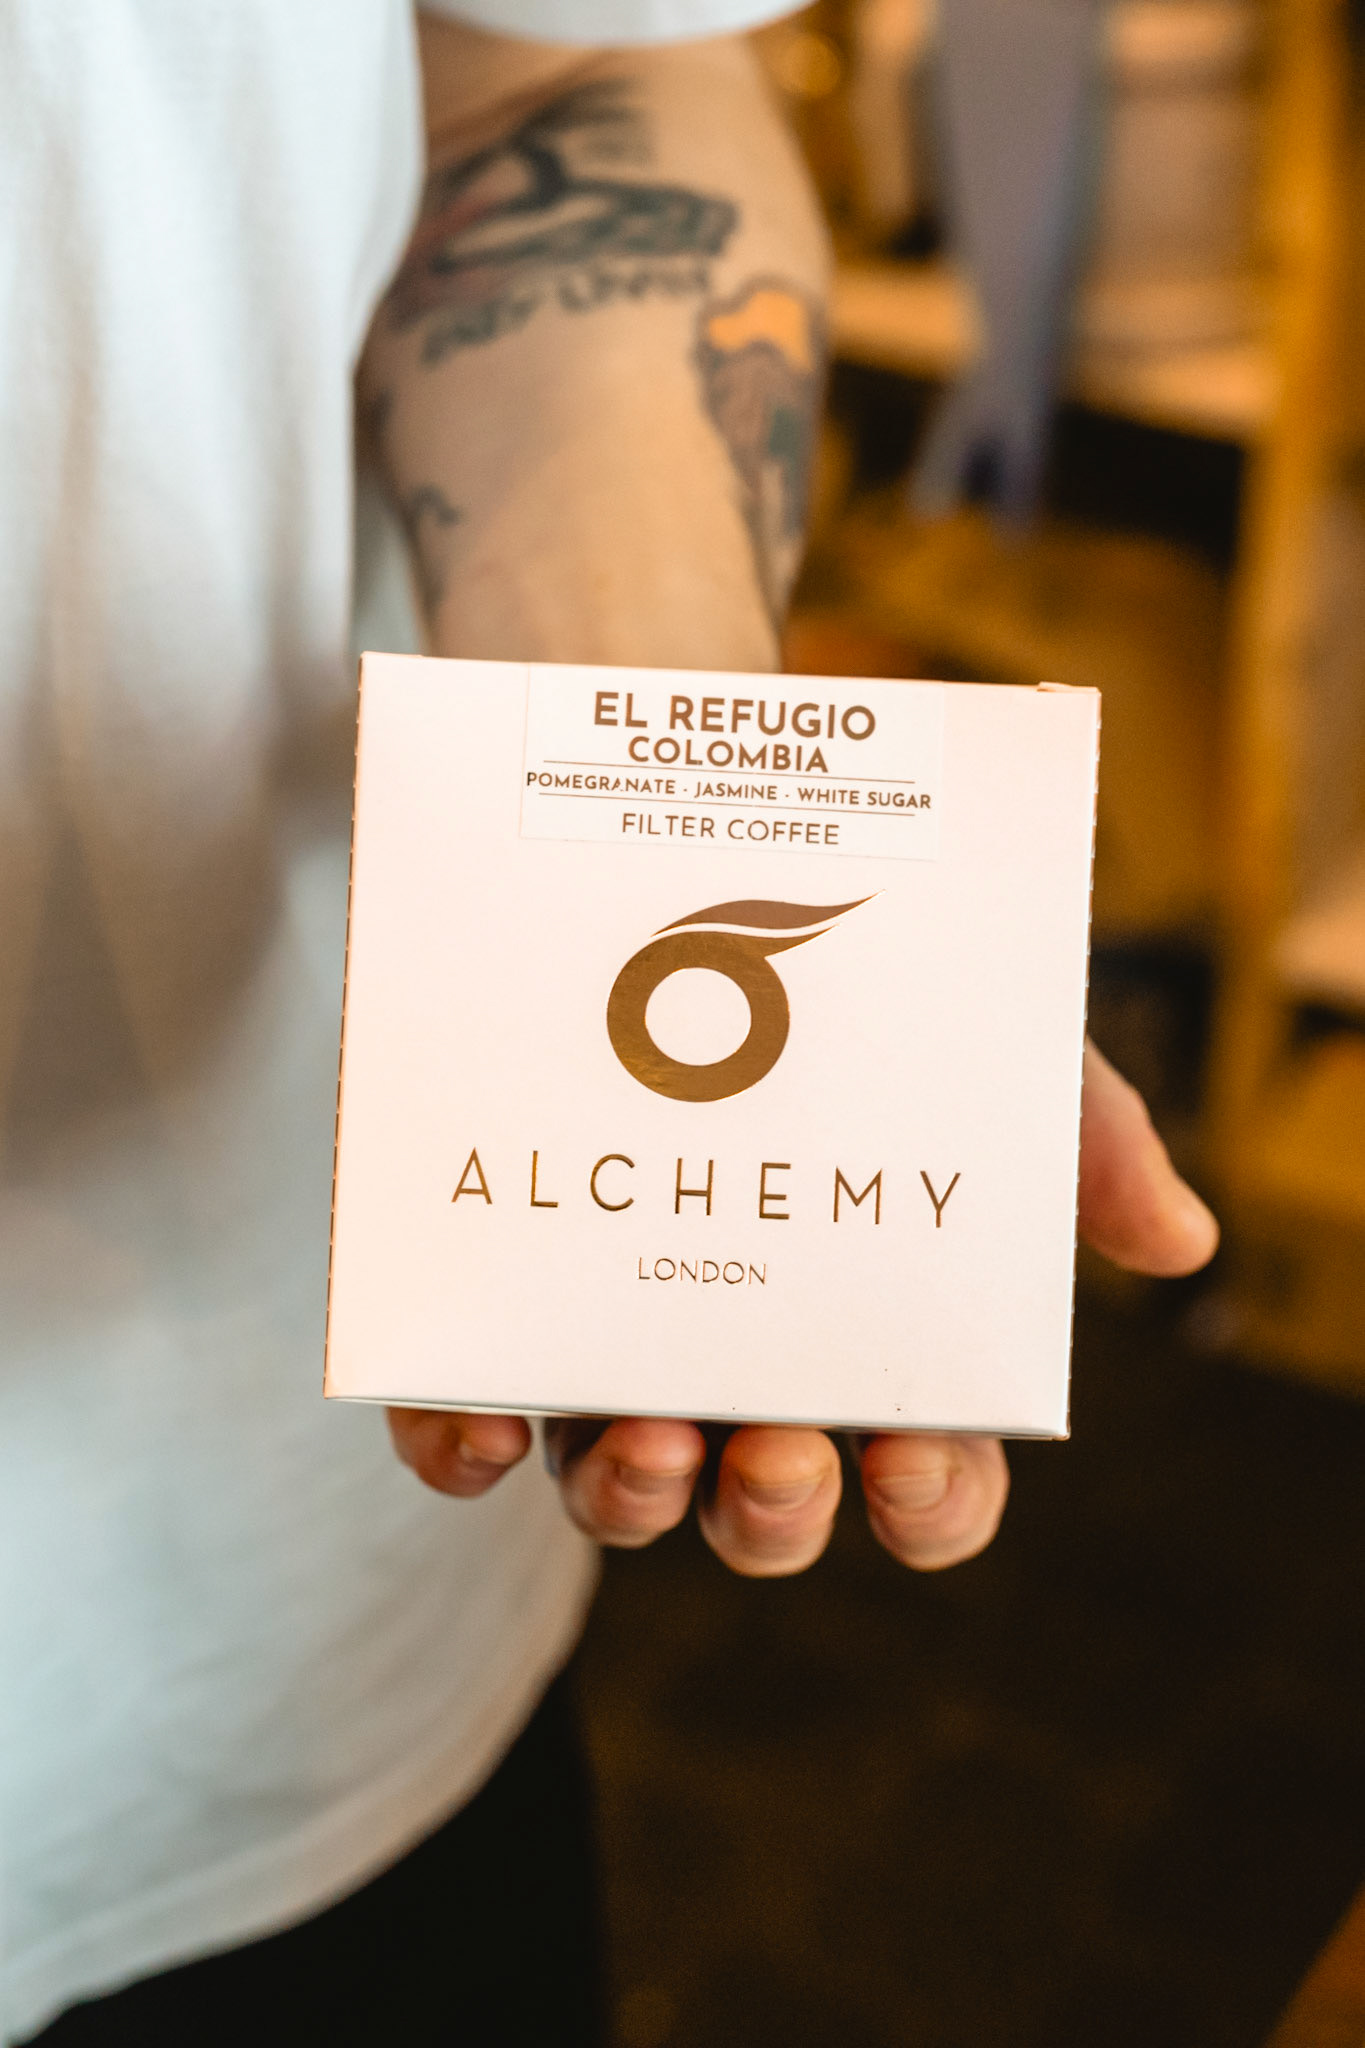 EL REFUGIO
COLOMBIA
POMEGRANATE · JASMINE · WHITE SUGAR
FILTER COFFEE
ALCHEMY
LONDON